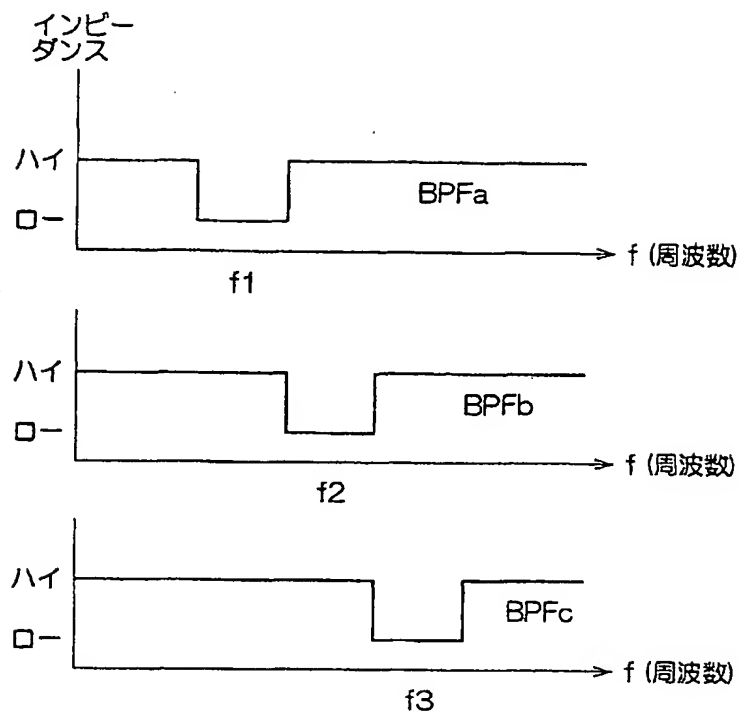 インピー
ダンス
ハイ
ロー
BPFa
f (周波数)
f1
ハイ
ロー
BPFb
f (周波数)
f2
ハイ
ロー
BPFc
f (周波数)
f3